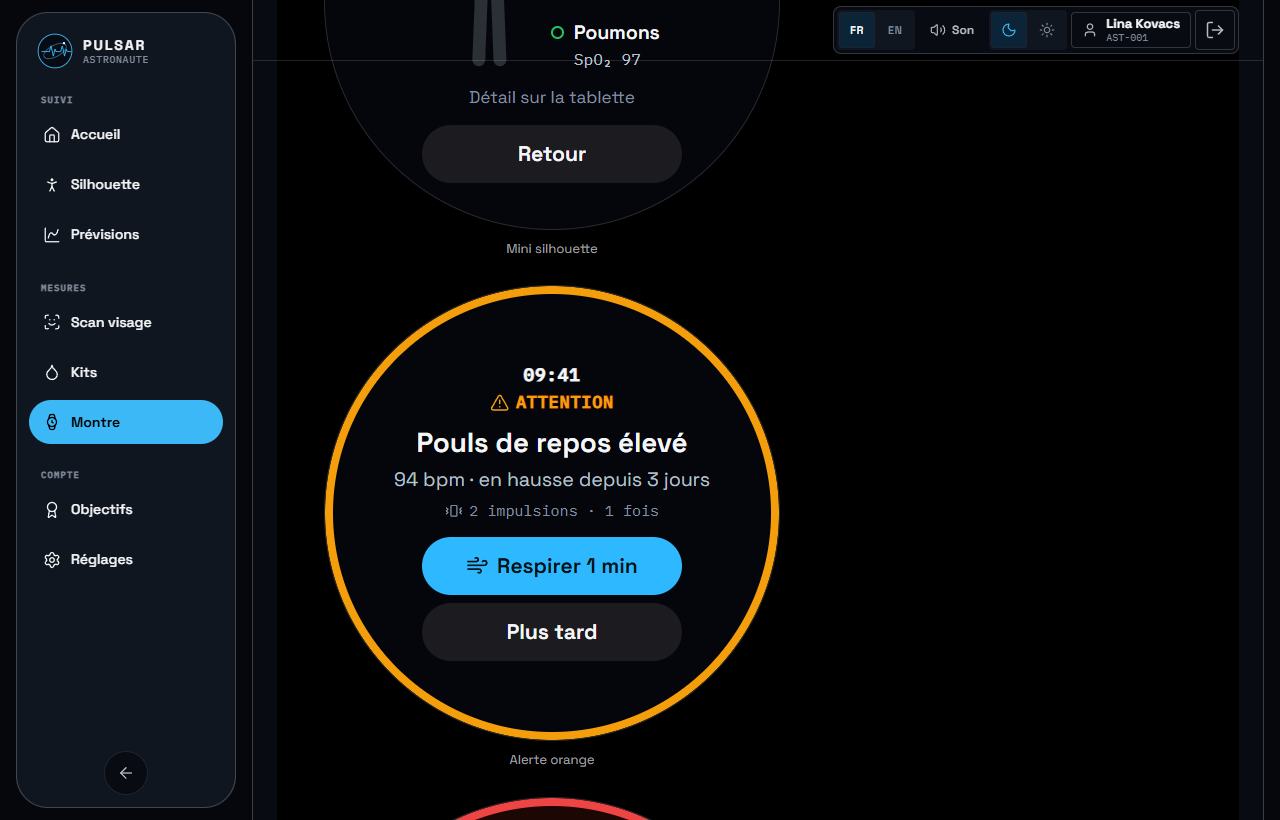 PULSAR
ASTRONAUTE
SUIVI
Accueil
Silhouette
Prévisions
MESURES
Scan visage
Kits
Montre
COMPTE
Objectifs
Réglages
FR
EN
Son
Lina Kovacs
AST-001
Poumons
SpO₂ 97
Détail sur la tablette
Retour
Mini silhouette
09:41
ATTENTION
Pouls de repos élevé
94 bpm · en hausse depuis 3 jours
2 impulsions · 1 fois
Respirer 1 min
Plus tard
Alerte orange